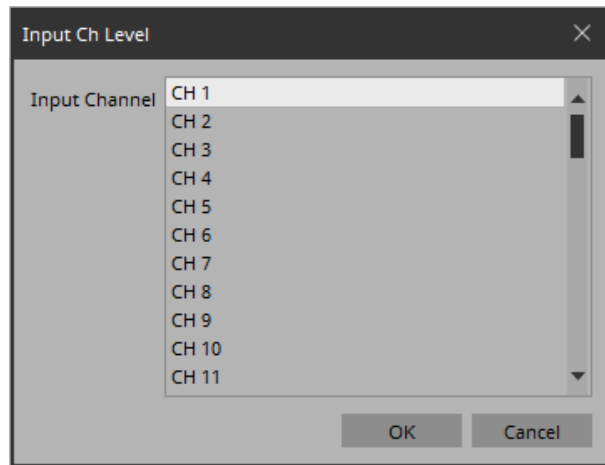 Input Ch Level
Input Channel
CH 1
CH 2
CH 3
CH 4
CH 5
CH 6
CH 7
CH 8
CH 9
CH 10
CH 11
OK
Cancel